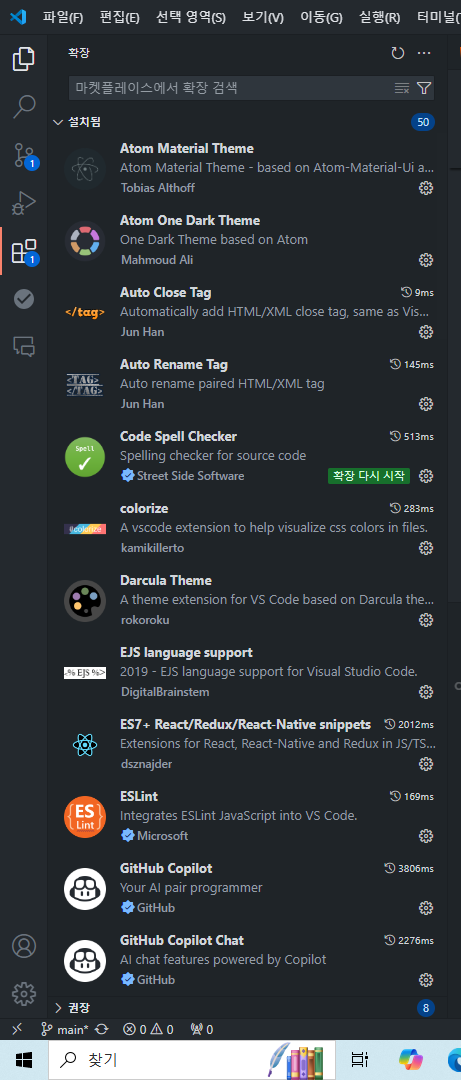 파일(F) 편집(E) 선택 영역(S) 보기(V) 이동(G) 실행(R) 터미널(
확장
마켓플레이스에서 확장 검색
설치됨 50
Atom Material Theme
Atom Material Theme - based on Atom-Material-Ui a...
Tobias Althoff
Atom One Dark Theme
One Dark Theme based on Atom
Mahmoud Ali
Auto Close Tag 9ms
</tag>
Automatically add HTML/XML close tag, same as Vis...
Jun Han
Auto Rename Tag 145ms
<TAG>
</TAG>
Auto rename paired HTML/XML tag
Jun Han
Code Spell Checker 513ms
Spell
Spelling checker for source code
Street Side Software 확장 다시 시작
colorize 283ms
#colorize
A vscode extension to help visualize css colors in files.
kamikillerto
Darcula Theme
A theme extension for VS Code based on Darcula the...
rokoroku
EJS language support
<% EJS %>
2019 - EJS language support for Visual Studio Code.
DigitalBrainstem
ES7+ React/Redux/React-Native snippets 2012ms
Extensions for React, React-Native and Redux in JS/TS...
dsznajder
ESLint 169ms
{ES}
Lint
Integrates ESLint JavaScript into VS Code.
Microsoft
GitHub Copilot 3806ms
Your AI pair programmer
GitHub
GitHub Copilot Chat 2276ms
AI chat features powered by Copilot
GitHub
권장 8
1
1
main* 0 0 0
찾기